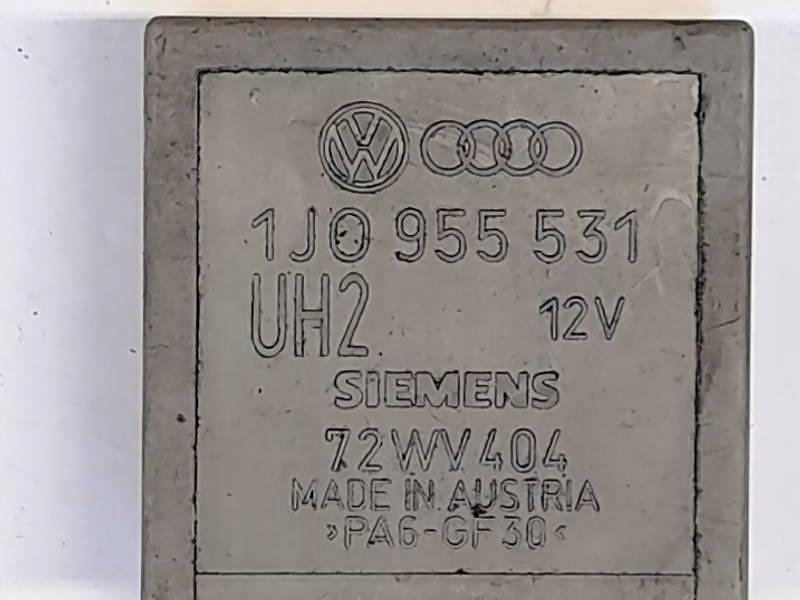 1J0 955 531
UH2 12V
SIEMENS
72WV404
MADE IN AUSTRIA
>PA6-GF30<